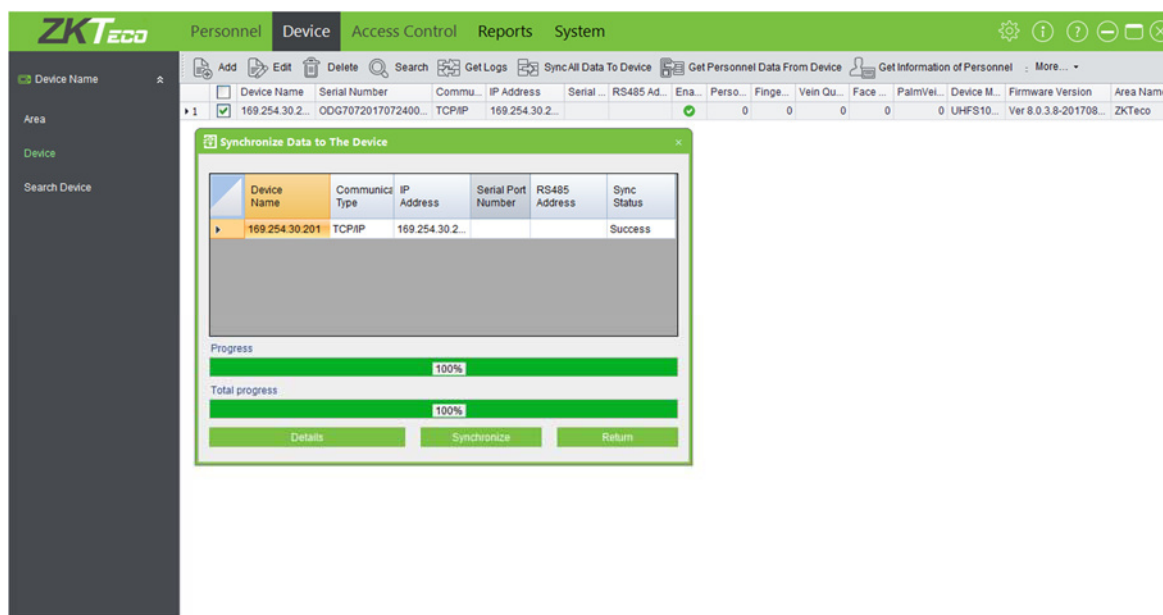 ZKTECO Personnel Device Access Control Reports System
Device Name
Area
Device
Search Device
Add Edit Delete Search Get Logs Sync All Data To Device Get Personnel Data From Device Get Information of Personnel : More...
Device Name Serial Number Commu... IP Address Serial ... RS485 Ad... Ena... Perso... Finge... Vein Qu... Face ... PalmVei... Device M... Firmware Version Area Name
1 169.254.30.2... ODG7072017072400... TCP/IP 169.254.30.2... 0 0 0 0 0 UHFS10... Ver 8.0.3.8-201708... ZKTeco
Synchronize Data to The Device
Device Name Communica Type IP Address Serial Port Number RS485 Address Sync Status
169.254.30.201 TCP/IP 169.254.30.2... Success
Progress
100%
Total progress
100%
Details Synchronize Return